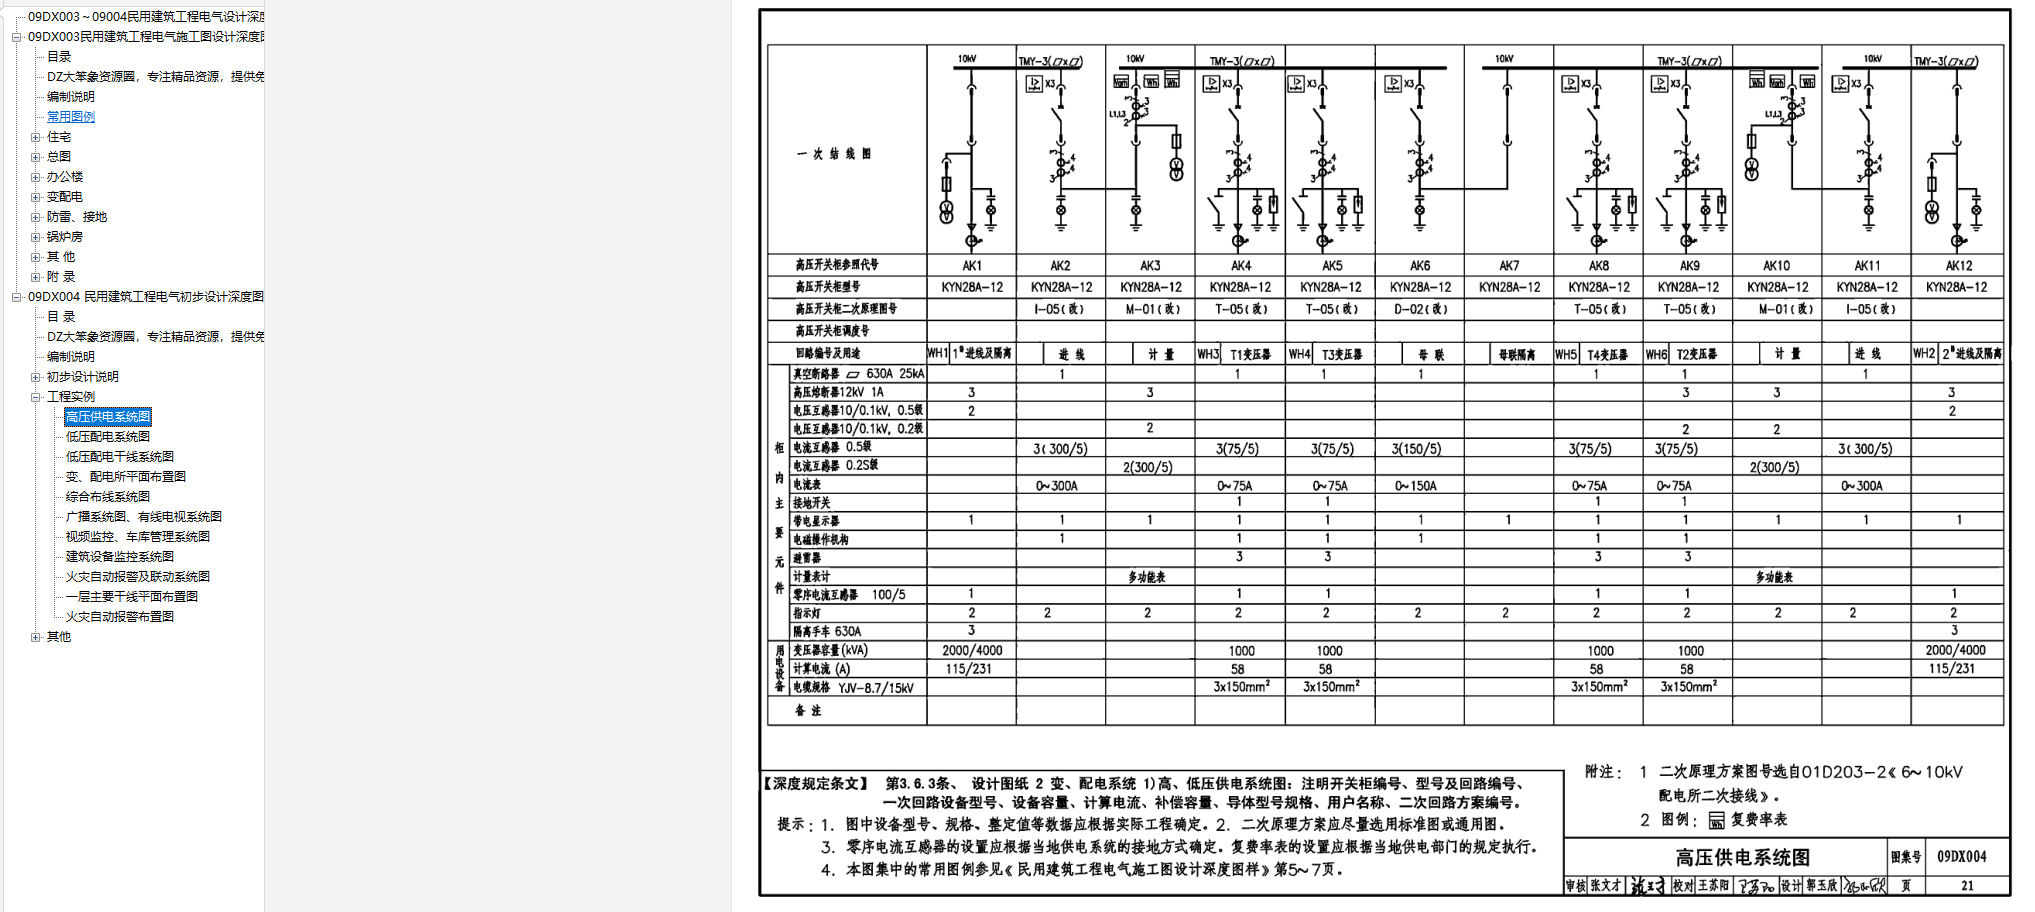 09DX003～09004民用建筑工程电气设计深度
09DX003民用建筑工程电气施工图设计深度
目录
DZ大笨象资源圈，专注精品资源，提供免
编制说明
常用图例
住宅
总图
办公楼
变配电
防雷、接地
锅炉房
其 他
附 录
09DX004 民用建筑工程电气初步设计深度图
目 录
DZ大笨象资源圈，专注精品资源，提供免
编制说明
初步设计说明
工程实例
高压供电系统图
低压配电系统图
低压配电干线系统图
变、配电所平面布置图
综合布线系统图
广播系统图、有线电视系统图
视频监控、车库管理系统图
建筑设备监控系统图
火灾自动报警及联动系统图
一层主要干线平面布置图
火灾自动报警布置图
其他
10kV TMY-3(▱x▱) 10kV TMY-3(▱x▱) 10kV TMY-3(▱x▱) 10kV TMY-3(▱x▱)
X3 Varh Wh Wh X3 X3 X3 X3 X3 Wh Varh Wh X3
L1,L3 L1,L3
一 次 结 线 图
高压开关柜参照代号 AK1 AK2 AK3 AK4 AK5 AK6 AK7 AK8 AK9 AK10 AK11 AK12
高压开关柜型号 KYN28A-12 KYN28A-12 KYN28A-12 KYN28A-12 KYN28A-12 KYN28A-12 KYN28A-12 KYN28A-12 KYN28A-12 KYN28A-12 KYN28A-12 KYN28A-12
高压开关柜二次原理图号 I-05(改) M-01(改) T-05(改) T-05(改) D-02(改) T-05(改) T-05(改) M-01(改) I-05(改)
高压开关柜调度号
回路编号及用途 WH1 1#进线及隔离 进 线 计 量 WH3 T1变压器 WH4 T3变压器 母 联 母联隔离 WH5 T4变压器 WH6 T2变压器 计 量 进 线 WH2 2#进线及隔离
柜内主要元件
真空断路器 ▱ 630A 25kA 1 1 1 1 1 1 1
高压熔断器12kV 1A 3 3 3 3 3
电压互感器10/0.1kV, 0.5级 2 2
电压互感器10/0.1kV, 0.2级 2 2 2
电流互感器 0.5级 3(300/5) 3(75/5) 3(75/5) 3(150/5) 3(75/5) 3(75/5) 3(300/5)
电流互感器 0.2S级 2(300/5) 2(300/5)
电流表 0~300A 0~75A 0~75A 0~150A 0~75A 0~75A 0~300A
接地开关 1 1 1 1
带电显示器 1 1 1 1 1 1 1 1 1 1 1 1
电磁操作机构 1 1 1 1 1 1
避雷器 3 3 3 3
计量表计 多功能表 多功能表
零序电流互感器 100/5 1 1 1 1 1 1
指示灯 2 2 2 2 2 2 2 2 2 2 2 2
隔离手车 630A 3 3
用电设备
变压器容量(kVA) 2000/4000 1000 1000 1000 1000 2000/4000
计算电流 (A) 115/231 58 58 58 58 115/231
电缆规格 YJV-8.7/15kV 3x150mm² 3x150mm² 3x150mm² 3x150mm²
备 注
【深度规定条文】 第3.6.3条、 设计图纸 2 变、配电系统 1)高、低压供电系统图：注明开关柜编号、型号及回路编号、
一次回路设备型号、设备容量、计算电流、补偿容量、导体型号规格、用户名称、二次回路方案编号。
提示：1. 图中设备型号、规格、整定值等数据应根据实际工程确定。2. 二次原理方案应尽量选用标准图或通用图。
3. 零序电流互感器的设置应根据当地供电系统的接地方式确定。复费率表的设置应根据当地供电部门的规定执行。
4. 本图集中的常用图例参见《民用建筑工程电气施工图设计深度图样》第5~7页。
附注： 1 二次原理方案图号选自01D203-2《6~10kV
配电所二次接线》。
2 图例： Wh 复费率表
高压供电系统图 图集号 09DX004
审核 张文才 校对 王苏阳 设计 郭玉欣 页 21